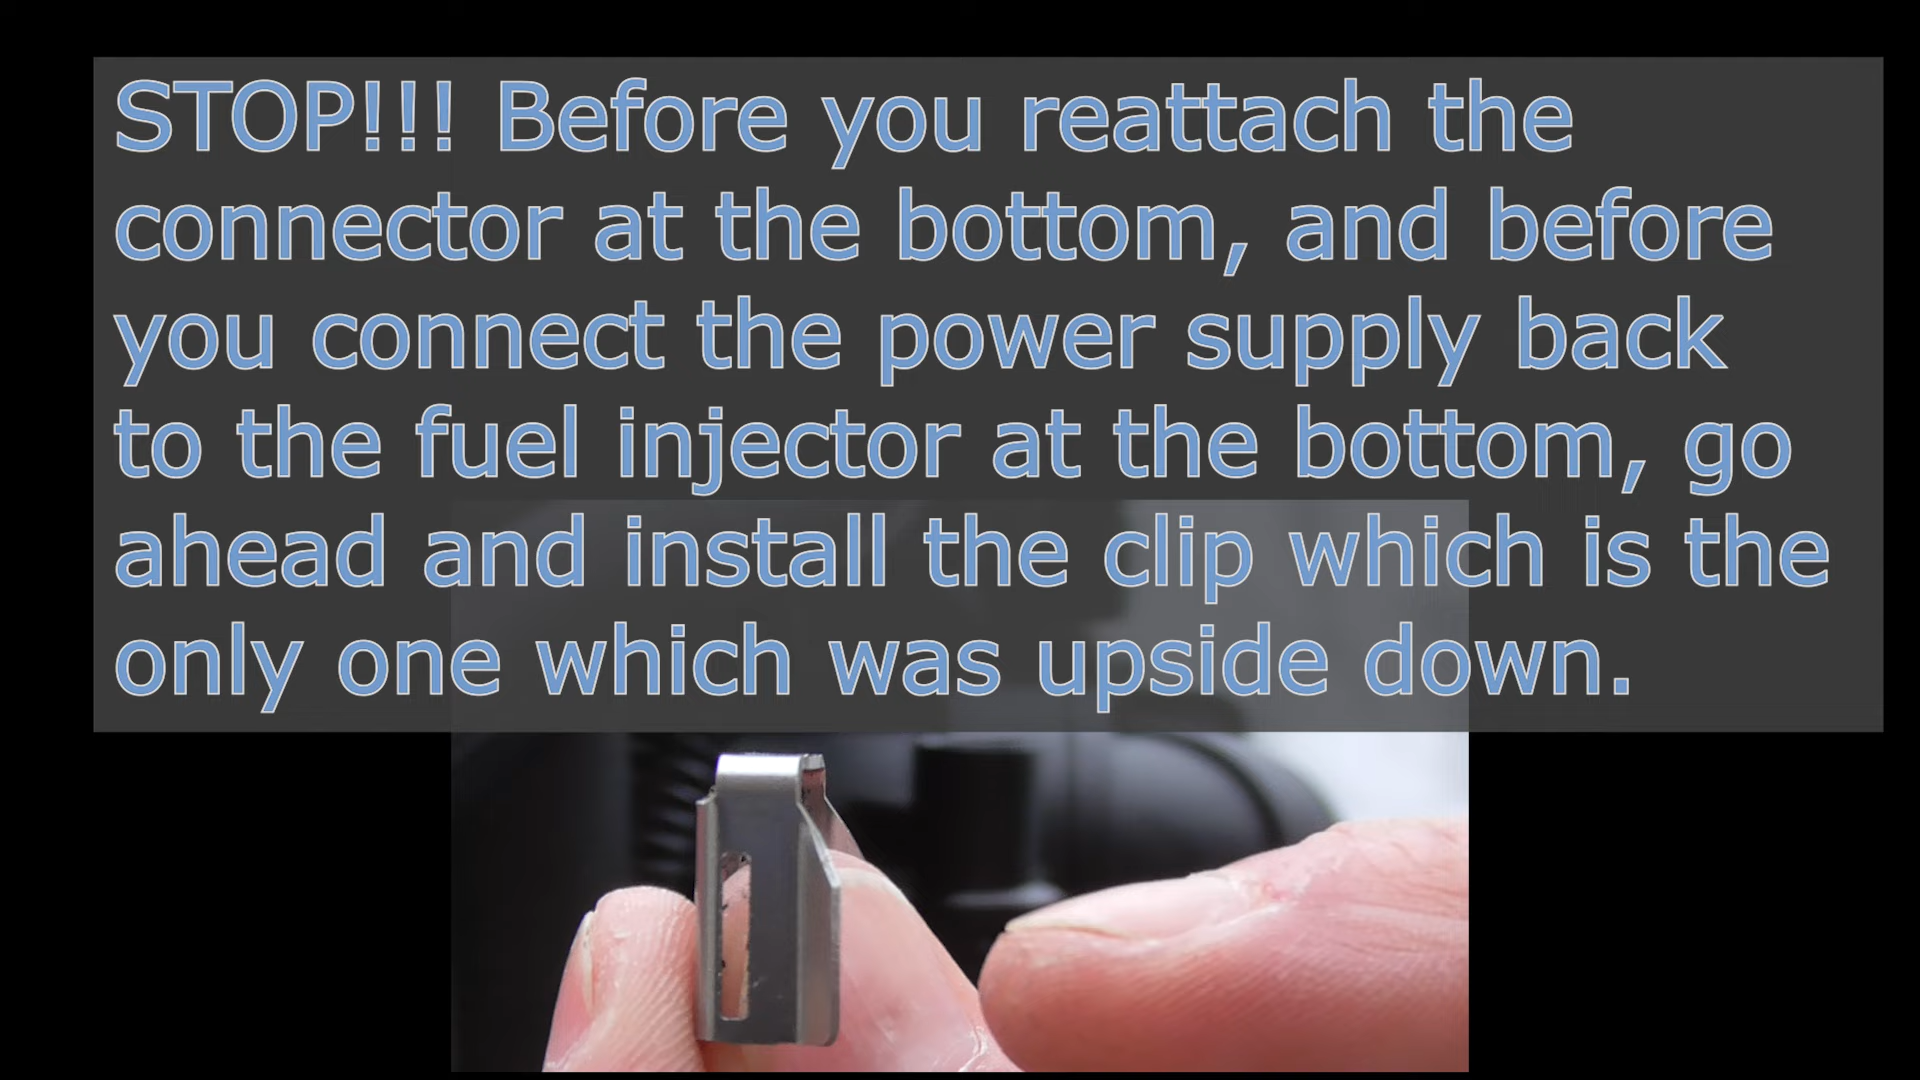 STOP!!! Before you reattach the
connector at the bottom, and before
you connect the power supply back
to the fuel injector at the bottom, go
ahead and install the clip which is the
only one which was upside down.